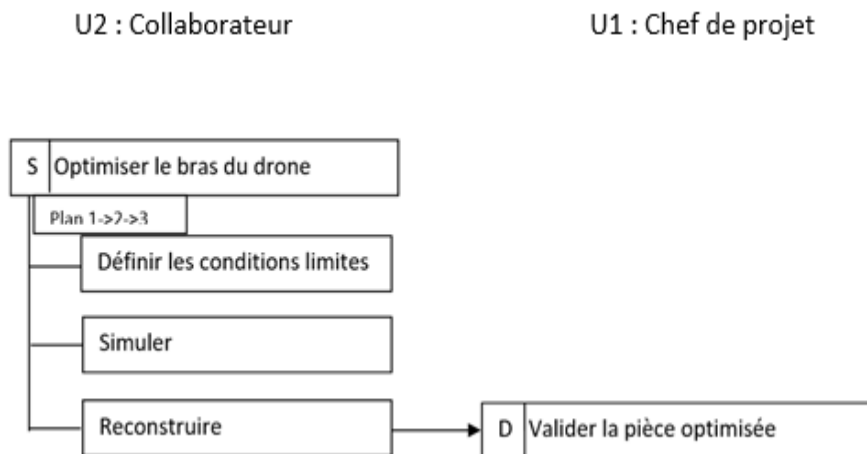 U2 : Collaborateur
U1 : Chef de projet
S Optimiser le bras du drone
Plan 1->2->3
Définir les conditions limites
Simuler
Reconstruire
D Valider la pièce optimisée